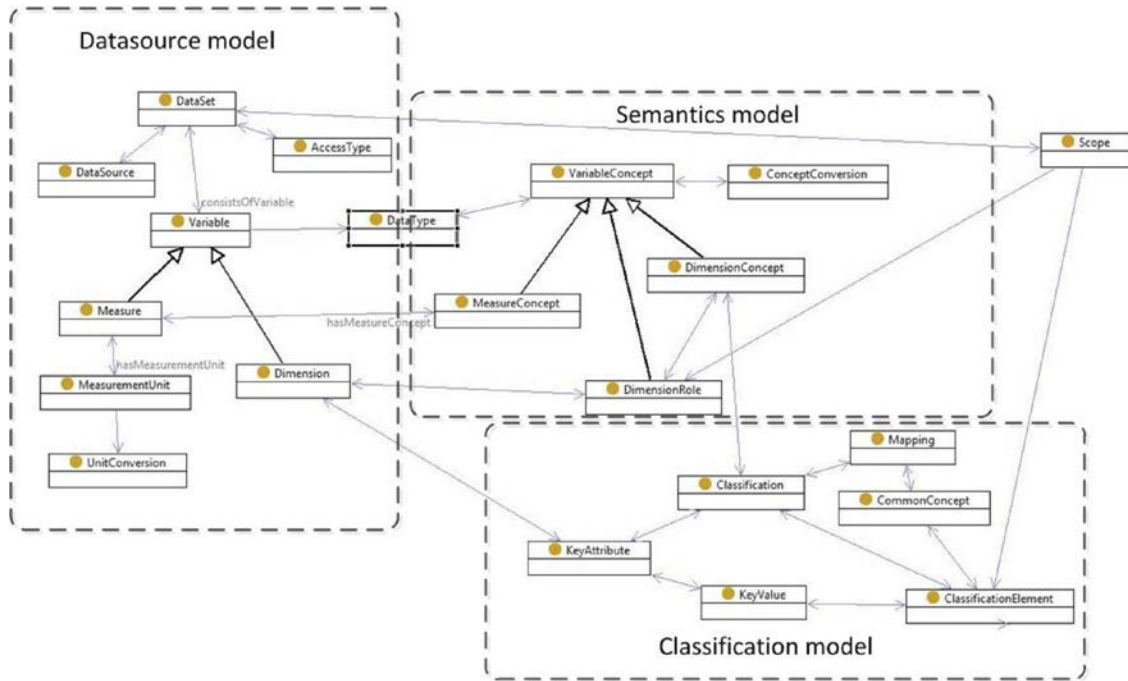 Datasource model
DataSet
DataSource
AccessType
consistsOfVariable
Variable
DataType
Measure
hasMeasureConcept
hasMeasurementUnit
MeasurementUnit
Dimension
UnitConversion
Semantics model
VariableConcept
ConceptConversion
DimensionConcept
MeasureConcept
DimensionRole
Scope
Mapping
Classification
CommonConcept
KeyAttribute
KeyValue
ClassificationElement
Classification model